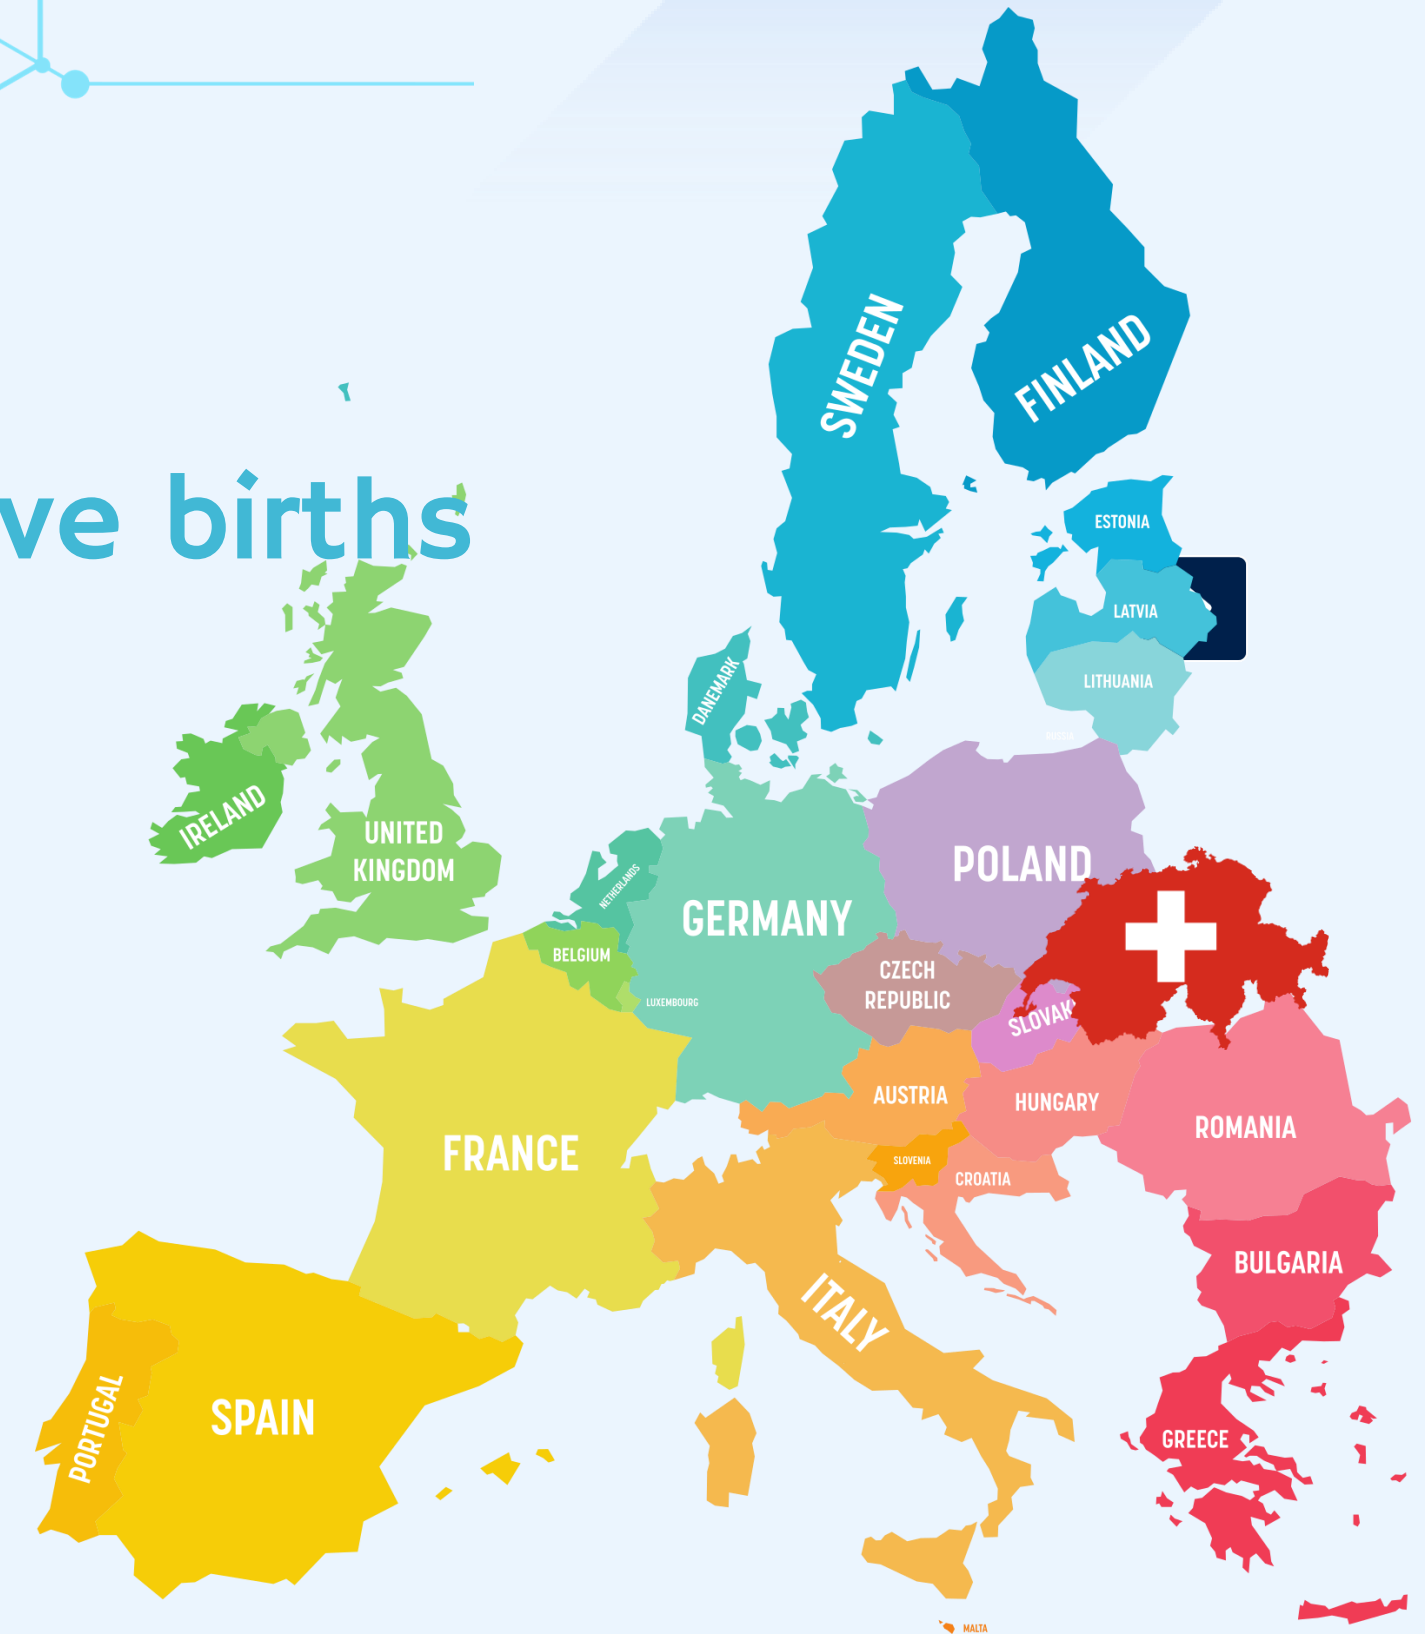 SWEDEN
FINLAND
ve births
ESTONIA
LATVIA
LITHUANIA
DANEMARK
IRELAND
UNITED
KINGDOM
NETHERLANDS
POLAND
GERMANY
BELGIUM
CZECH
REPUBLIC
LUXEMBOURG
SLOVAK
AUSTRIA
HUNGARY
ROMANIA
FRANCE
SLOVENIA
CROATIA
BULGARIA
ITALY
PORTUGAL
SPAIN
GREECE
MALTA